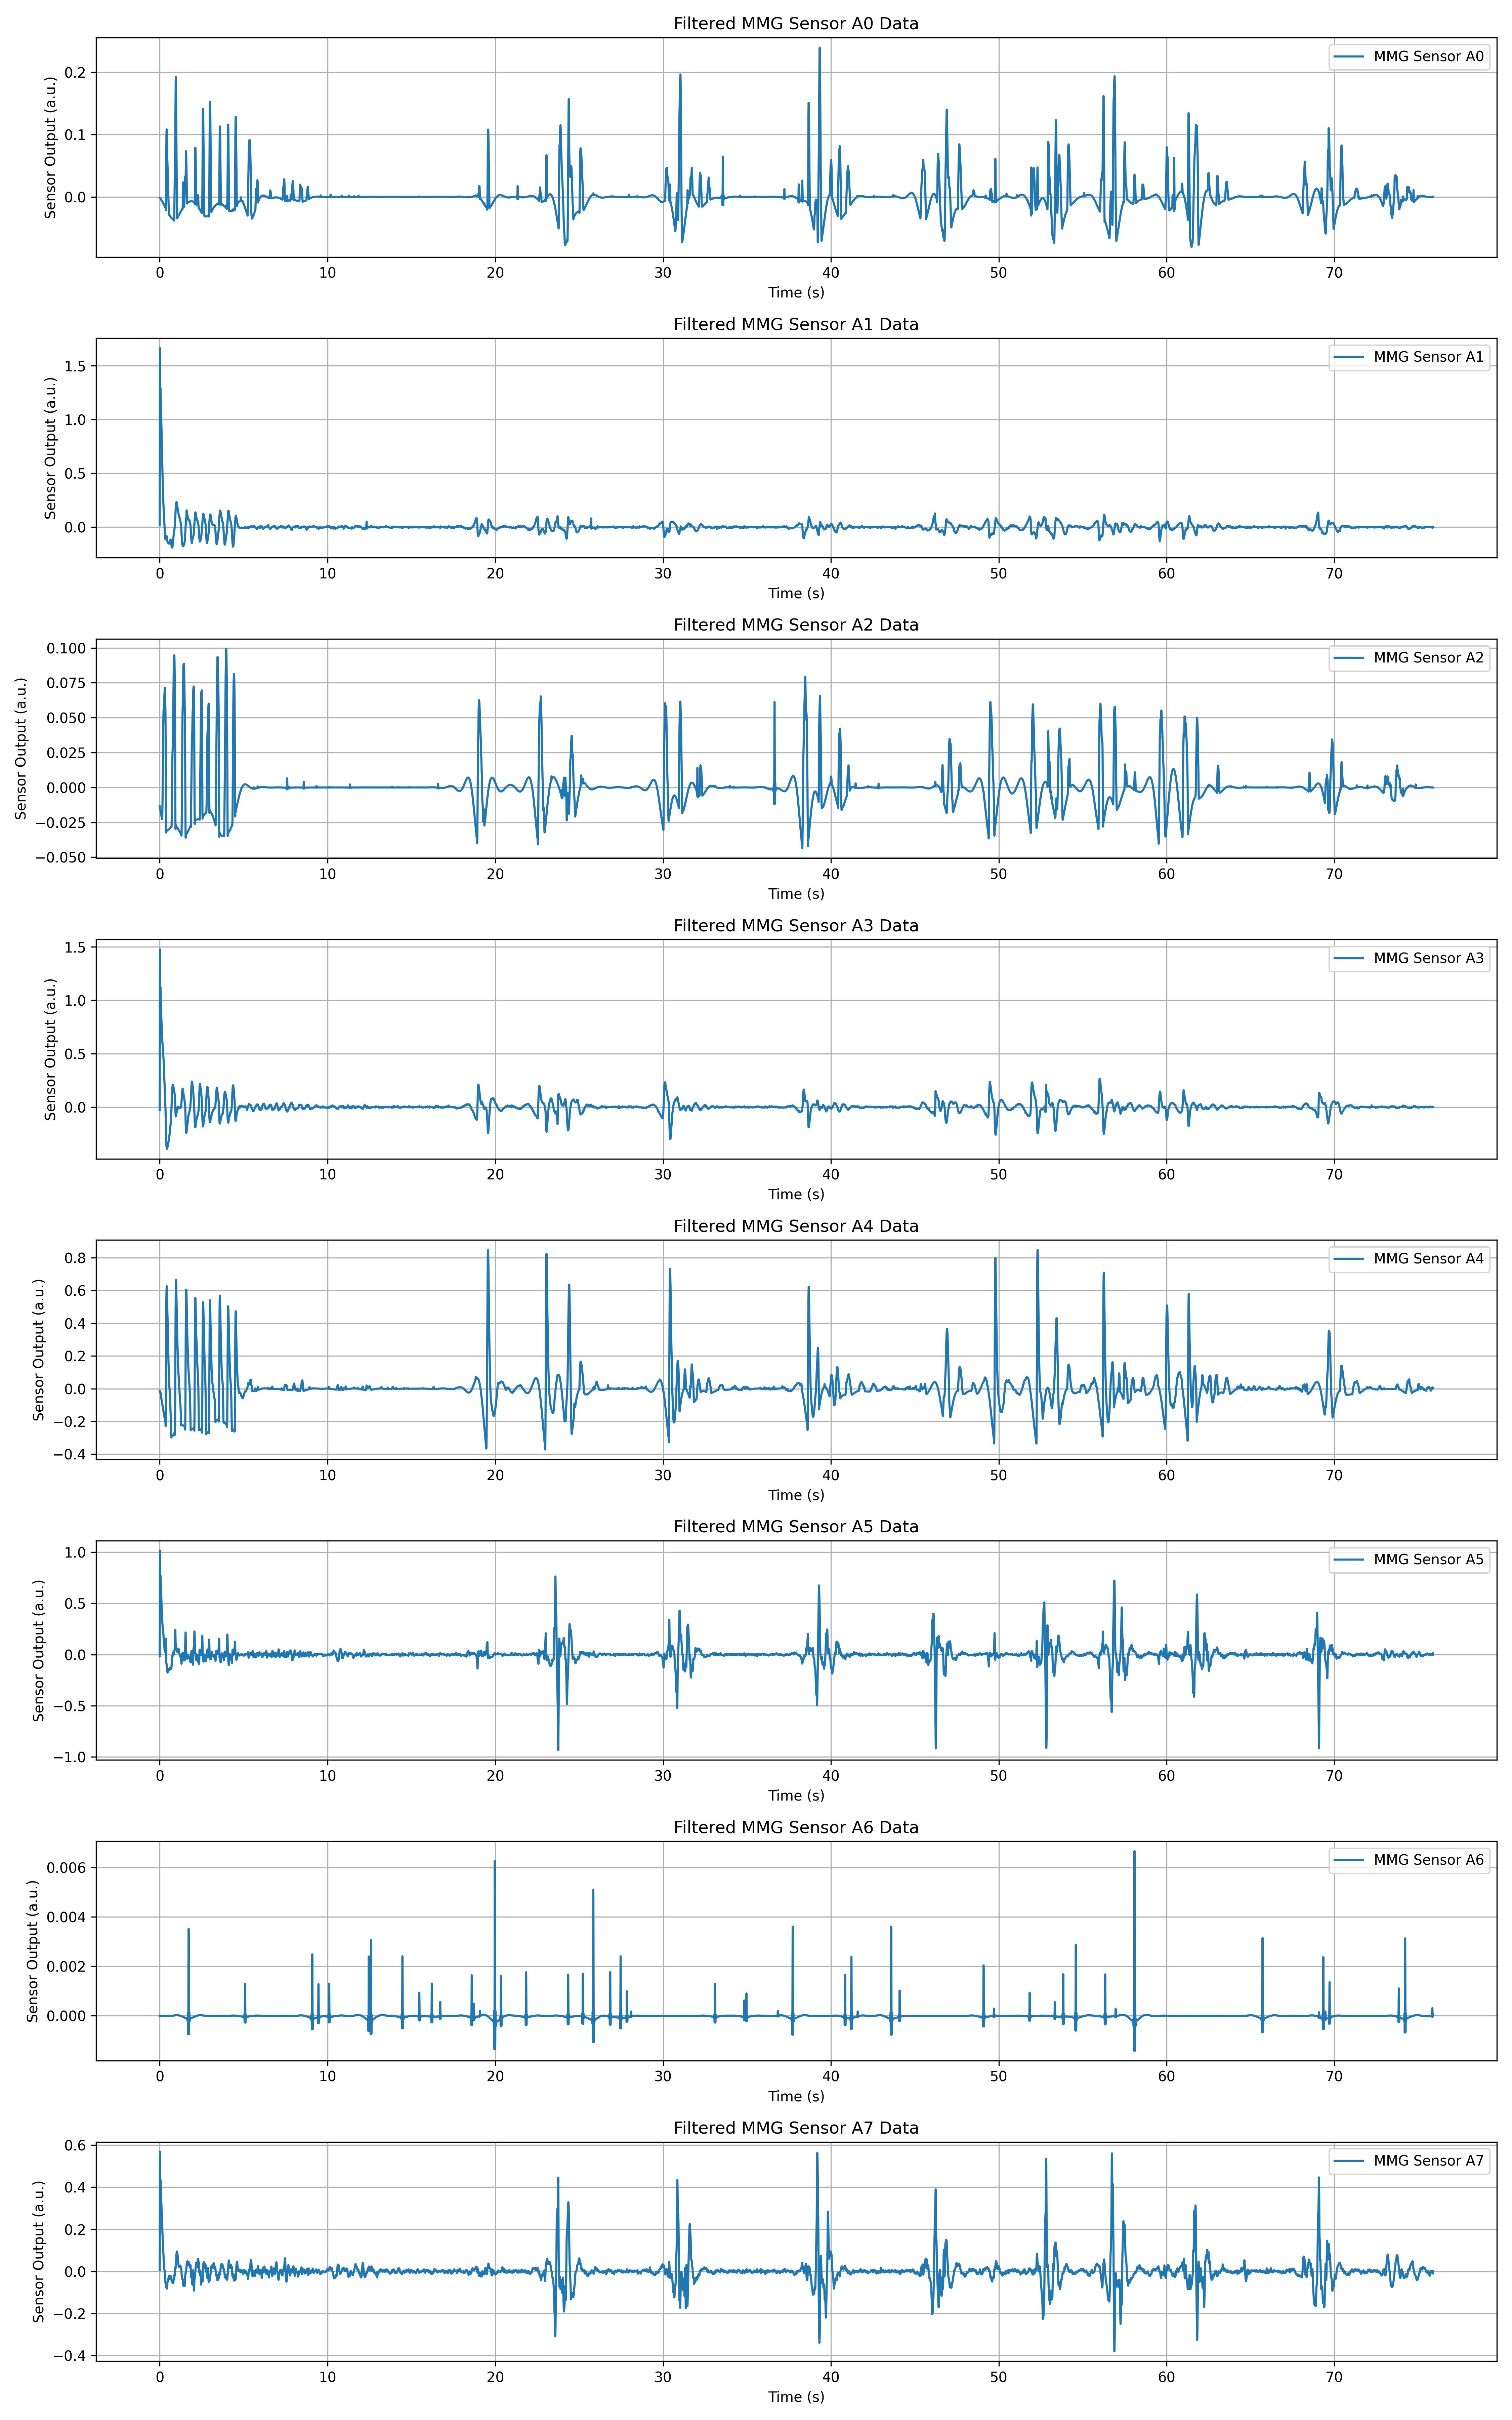 Filtered MMG Sensor A0 Data
MMG Sensor A0
Sensor Output (a.u.)
0.2
0.1
0.0
0 10 20 30 40 50 60 70
Time (s)
Filtered MMG Sensor A1 Data
MMG Sensor A1
Sensor Output (a.u.)
1.5
1.0
0.5
0.0
0 10 20 30 40 50 60 70
Time (s)
Filtered MMG Sensor A2 Data
MMG Sensor A2
Sensor Output (a.u.)
0.100
0.075
0.050
0.025
0.000
−0.025
−0.050
0 10 20 30 40 50 60 70
Time (s)
Filtered MMG Sensor A3 Data
MMG Sensor A3
Sensor Output (a.u.)
1.5
1.0
0.5
0.0
0 10 20 30 40 50 60 70
Time (s)
Filtered MMG Sensor A4 Data
MMG Sensor A4
Sensor Output (a.u.)
0.8
0.6
0.4
0.2
0.0
−0.2
−0.4
0 10 20 30 40 50 60 70
Time (s)
Filtered MMG Sensor A5 Data
MMG Sensor A5
Sensor Output (a.u.)
1.0
0.5
0.0
−0.5
−1.0
0 10 20 30 40 50 60 70
Time (s)
Filtered MMG Sensor A6 Data
MMG Sensor A6
Sensor Output (a.u.)
0.006
0.004
0.002
0.000
0 10 20 30 40 50 60 70
Time (s)
Filtered MMG Sensor A7 Data
MMG Sensor A7
Sensor Output (a.u.)
0.6
0.4
0.2
0.0
−0.2
−0.4
0 10 20 30 40 50 60 70
Time (s)